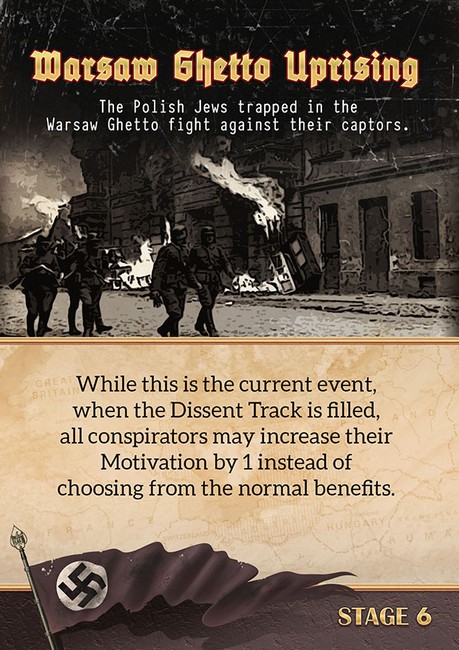 Warsaw Ghetto Uprising
The Polish Jews trapped in the
Warsaw Ghetto fight against their captors.
While this is the current event,
when the Dissent Track is filled,
all conspirators may increase their
Motivation by 1 instead of
choosing from the normal benefits.
STAGE 6